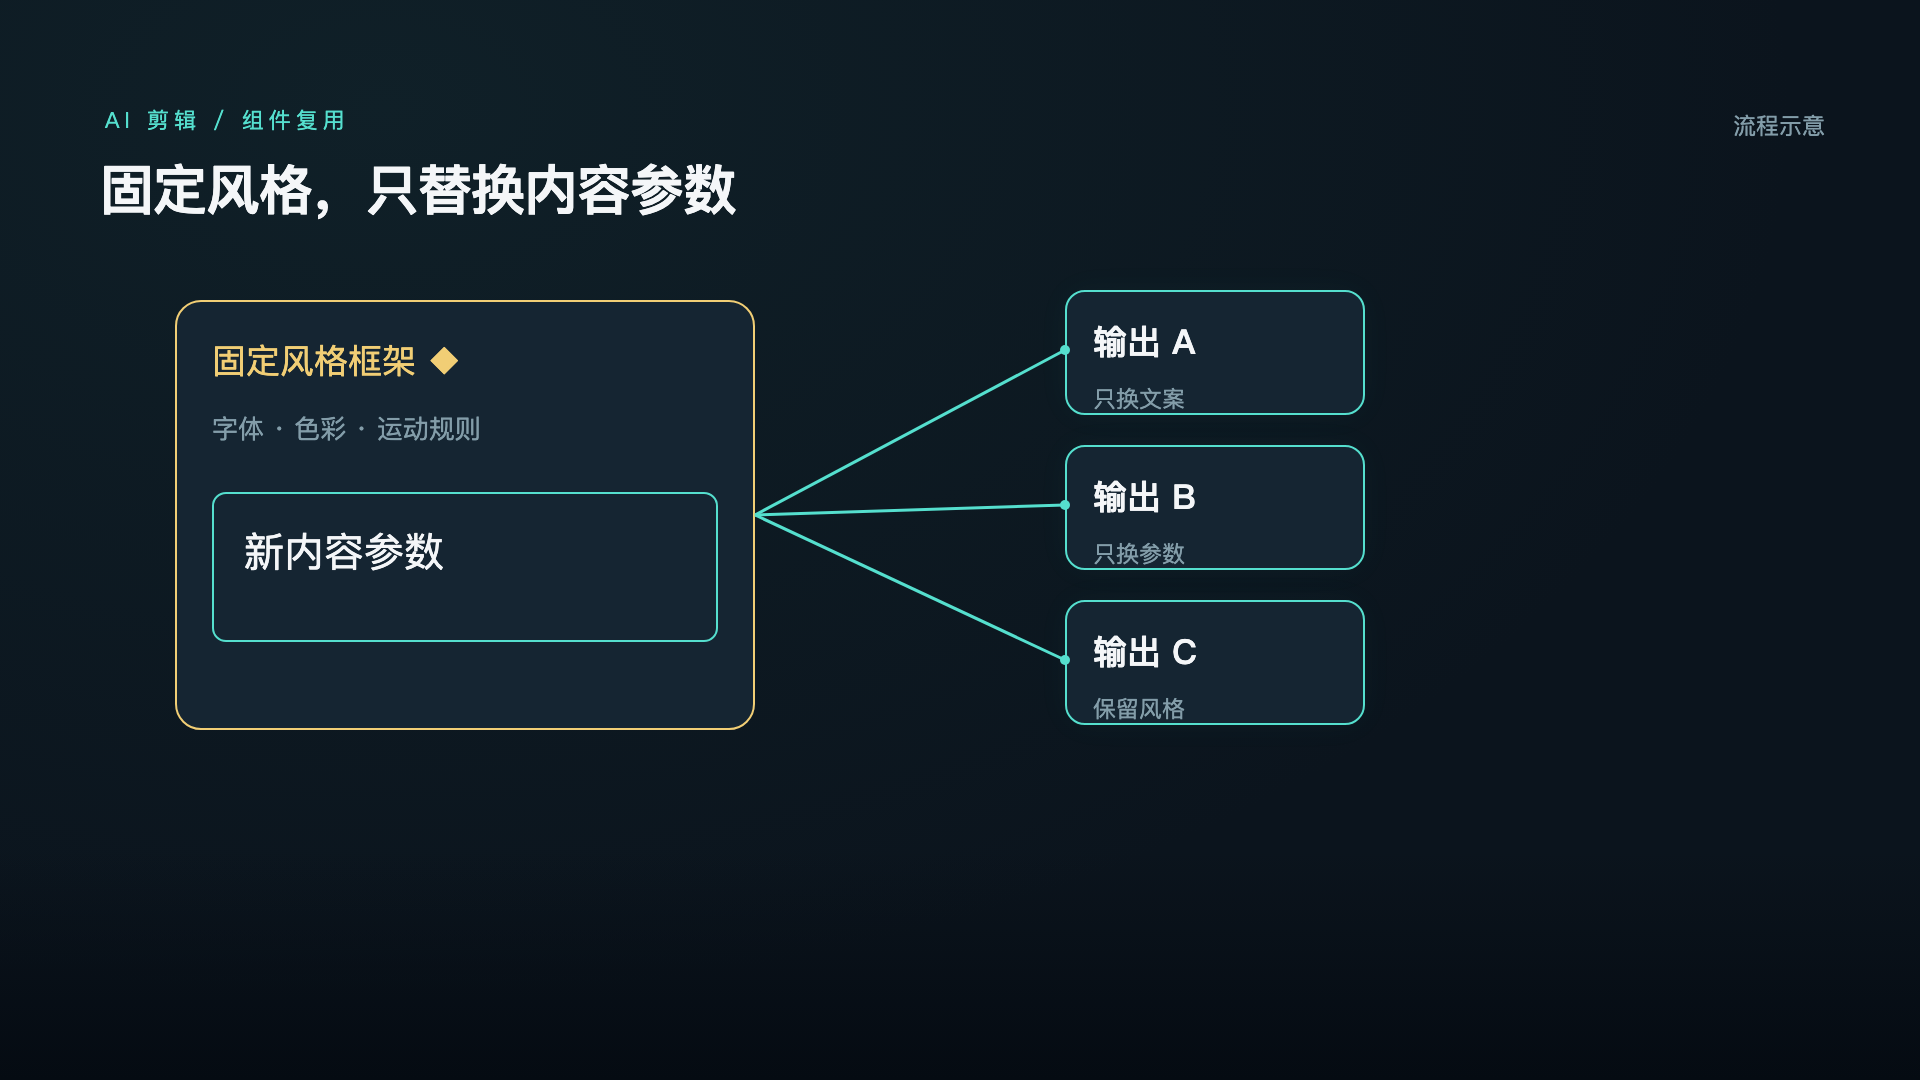 AI 剪辑 / 组件复用
流程示意
固定风格，只替换内容参数
固定风格框架 ◆
字体 · 色彩 · 运动规则
新内容参数
输出 A
只换文案
输出 B
只换参数
输出 C
保留风格